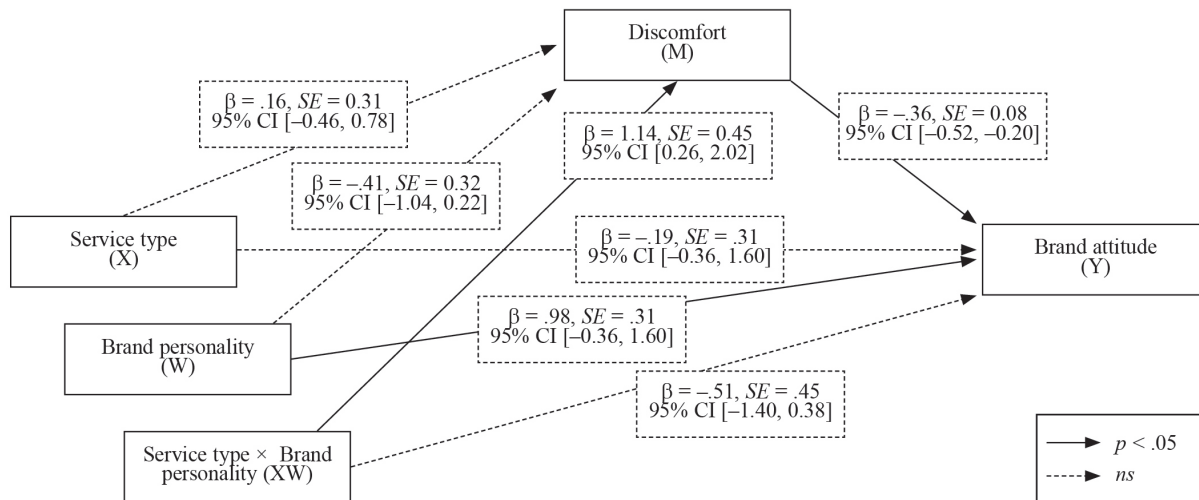 Discomfort
(M)
β = .16, SE = 0.31
95% CI [–0.46, 0.78]
β = 1.14, SE = 0.45
95% CI [0.26, 2.02]
β = –.36, SE = 0.08
95% CI [–0.52, –0.20]
β = –.41, SE = 0.32
95% CI [–1.04, 0.22]
Service type
(X)
β = –.19, SE = .31
95% CI [–0.36, 1.60]
Brand attitude
(Y)
β = .98, SE = .31
95% CI [–0.36, 1.60]
Brand personality
(W)
β = –.51, SE = .45
95% CI [–1.40, 0.38]
Service type × Brand
personality (XW)
p < .05
ns